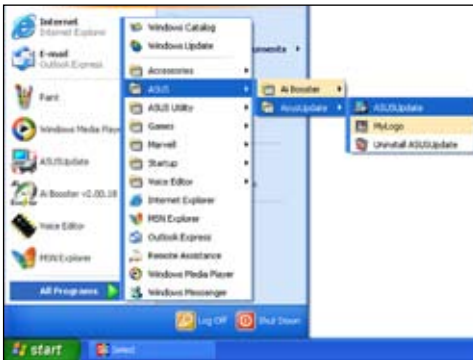 Internet
Internet Explorer
E-mail
Outlook Express
Paint
Windows Media Player
ASUSUpdate
Ai Booster v2.00.18
Voice Editor
MSN Explorer
All Programs
Windows Catalog
Windows Update
Accessories
ASUS
ASUS Utility
Games
Marvell
Startup
Voice Editor
Internet Explorer
MSN Explorer
Outlook Express
Remote Assistance
Windows Media Player
Windows Messenger
Ai Booster
AsusUpdate
ASUSUpdate
MyLogo
Uninstall ASUSUpdate
Log Off
Shut Down
start